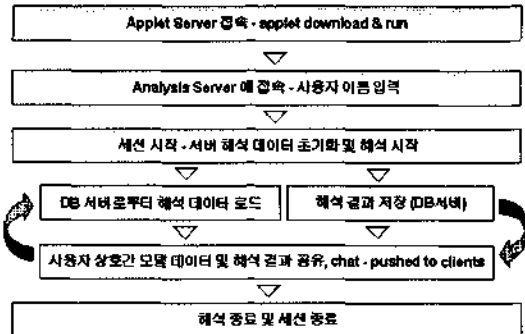 Applet Server 접속 - applet download & run
Analysis Server 에 접속 - 사용자 이름 입력
세션 시작 - 서버 해석 데이터 초기화 및 해석 시작
DB 서버로부터 해석 데이터 로드
해석 결과 저장 (DB서버)
사용자 상호간 모델 데이터 및 해석 결과 공유, chat - pushed to clients
해석 종료 및 세션 종료